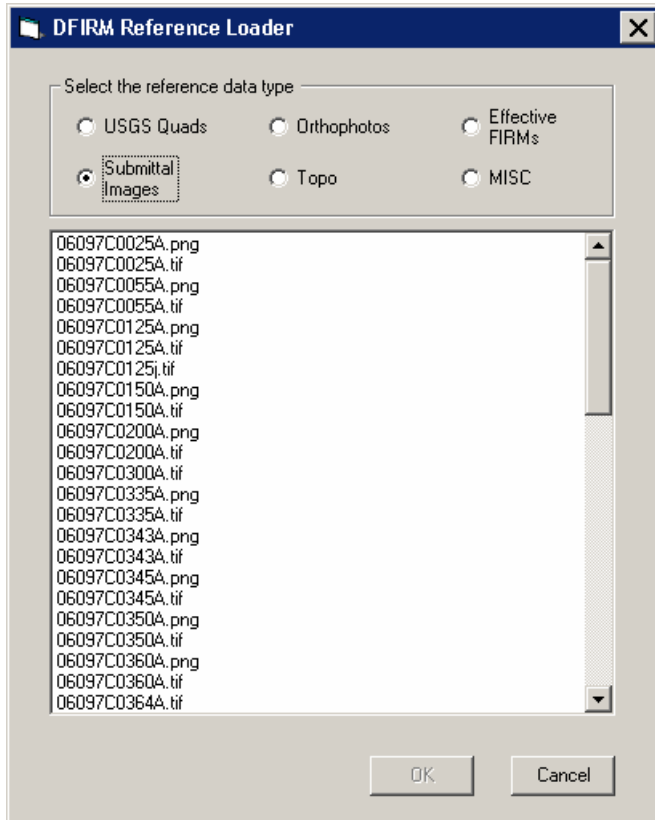 DFIRM Reference Loader
Select the reference data type
USGS Quads
Orthophotos
Effective
FIRMs
Submittal
Images
Topo
MISC
06097C0025A.png
06097C0025A.tif
06097C0055A.png
06097C0055A.tif
06097C0125A.png
06097C0125A.tif
06097C0125j.tif
06097C0150A.png
06097C0150A.tif
06097C0200A.png
06097C0200A.tif
06097C0300A.tif
06097C0335A.png
06097C0335A.tif
06097C0343A.png
06097C0343A.tif
06097C0345A.png
06097C0345A.tif
06097C0350A.png
06097C0350A.tif
06097C0360A.png
06097C0360A.tif
06097C0364A.tif
OK
Cancel